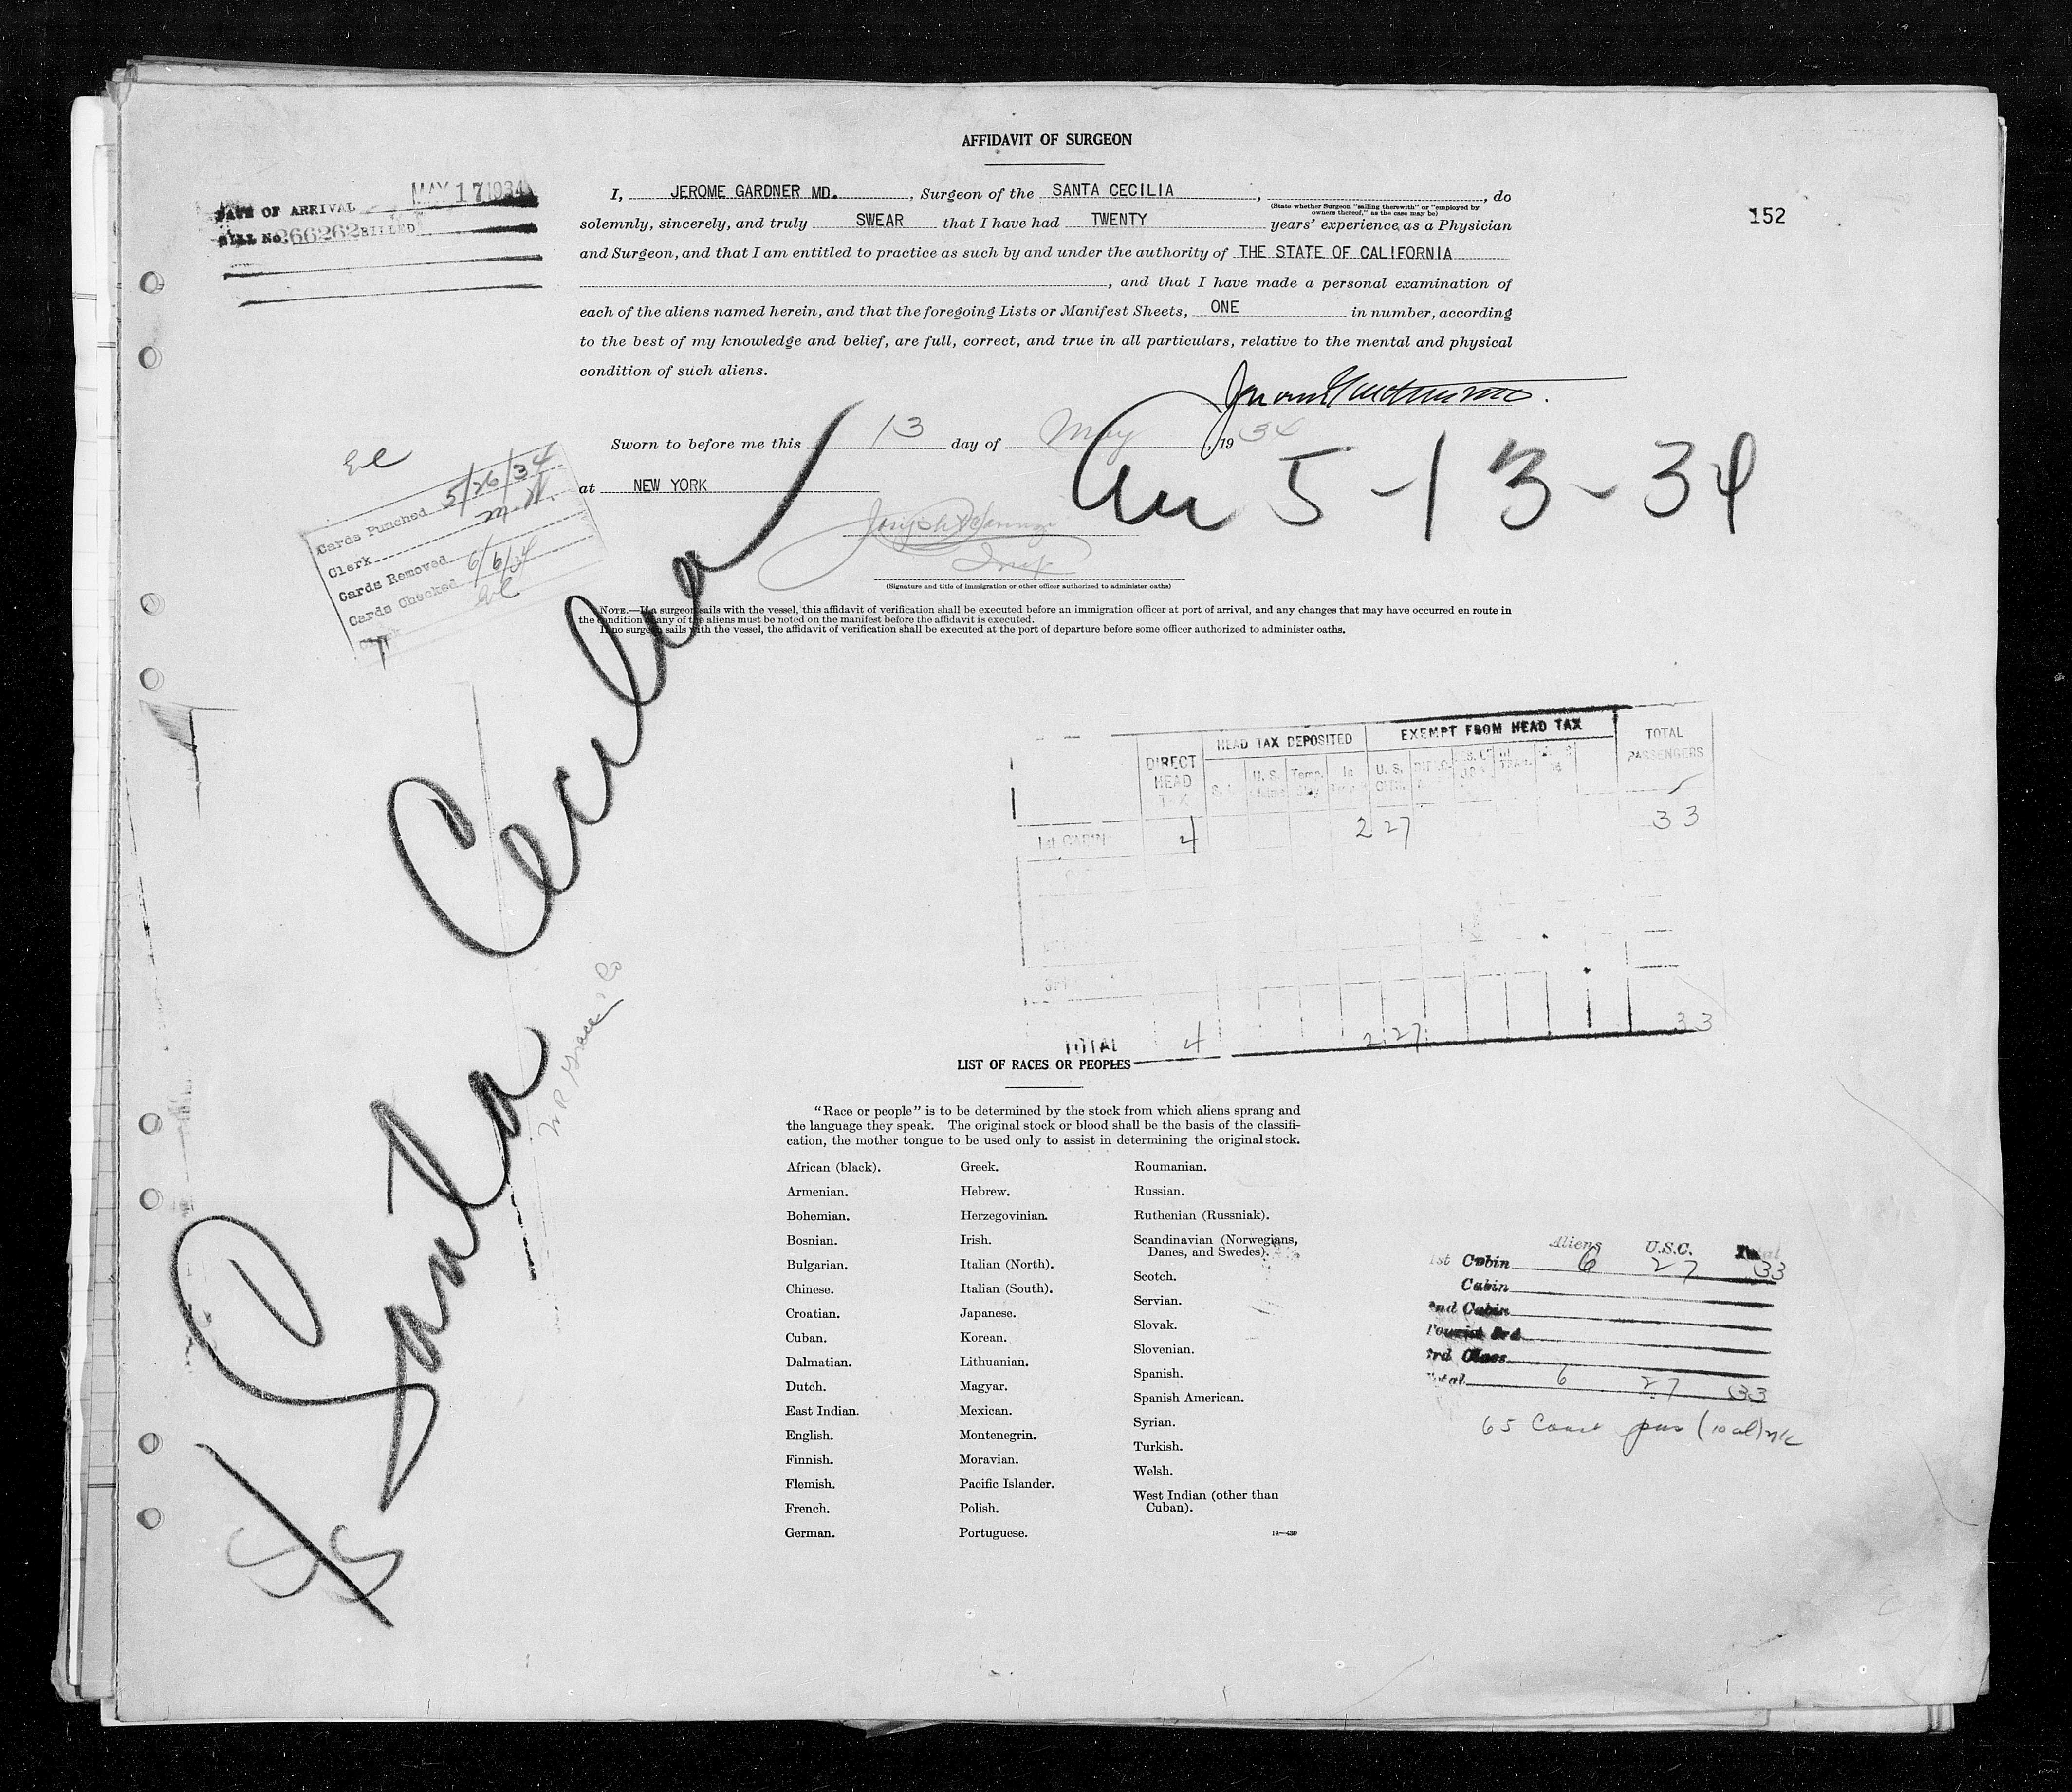 AFFIDAVIT OF SURGEON
152
DATE OF ARRIVAL MAY 17 1934
BILL No. 266262 BILLED
I, JEROME GARDNER MD. , Surgeon of the SANTA CECILIA , , do
(State whether Surgeon "sailing therewith" or "employed by
owners thereof," as the case may be)
solemnly, sincerely, and truly SWEAR that I have had TWENTY years' experience as a Physician
and Surgeon, and that I am entitled to practice as such by and under the authority of THE STATE OF CALIFORNIA
, and that I have made a personal examination of
each of the aliens named herein, and that the foregoing Lists or Manifest Sheets, ONE in number, according
to the best of my knowledge and belief, are full, correct, and true in all particulars, relative to the mental and physical
condition of such aliens.
Sworn to before me this 13 day of May , 19 34
at NEW YORK
5-13-34
Insp
(Signature and title of immigration or other officer authorized to administer oaths)
Cards Punched 5/26/34
Clerk
Cards Removed 6/6/34
Cards Checked
NOTE.—If a surgeon sails with the vessel, this affidavit of verification shall be executed before an immigration officer at port of arrival, and any changes that may have occurred en route in
the condition of any of the aliens must be noted on the manifest before the affidavit is executed.
If no surgeon sails with the vessel, the affidavit of verification shall be executed at the port of departure before some officer authorized to administer oaths.
SS Santa Cecilia
W R Grace Co
DIRECT HEAD TAX
HEAD TAX DEPOSITED
EXEMPT FROM HEAD TAX
TOTAL PASSENGERS
U. S. CITS.
1st CABIN 4 2 27 33
TOTAL 4 2 27 33
LIST OF RACES OR PEOPLES
"Race or people" is to be determined by the stock from which aliens sprang and
the language they speak. The original stock or blood shall be the basis of the classifi-
cation, the mother tongue to be used only to assist in determining the original stock.
African (black).
Armenian.
Bohemian.
Bosnian.
Bulgarian.
Chinese.
Croatian.
Cuban.
Dalmatian.
Dutch.
East Indian.
English.
Finnish.
Flemish.
French.
German.
Greek.
Hebrew.
Herzegovinian.
Irish.
Italian (North).
Italian (South).
Japanese.
Korean.
Lithuanian.
Magyar.
Mexican.
Montenegrin.
Moravian.
Pacific Islander.
Polish.
Portuguese.
Roumanian.
Russian.
Ruthenian (Russniak).
Scandinavian (Norwegians,
Danes, and Swedes).
Scotch.
Servian.
Slovak.
Slovenian.
Spanish.
Spanish American.
Syrian.
Turkish.
Welsh.
West Indian (other than
Cuban).
14—430
Aliens U.S.C. Total
1st Cabin 6 27 33
Cabin
2nd Cabin
Tourist 3rd
3rd Class
Total 6 27 33
65 Coast pass (10 al)